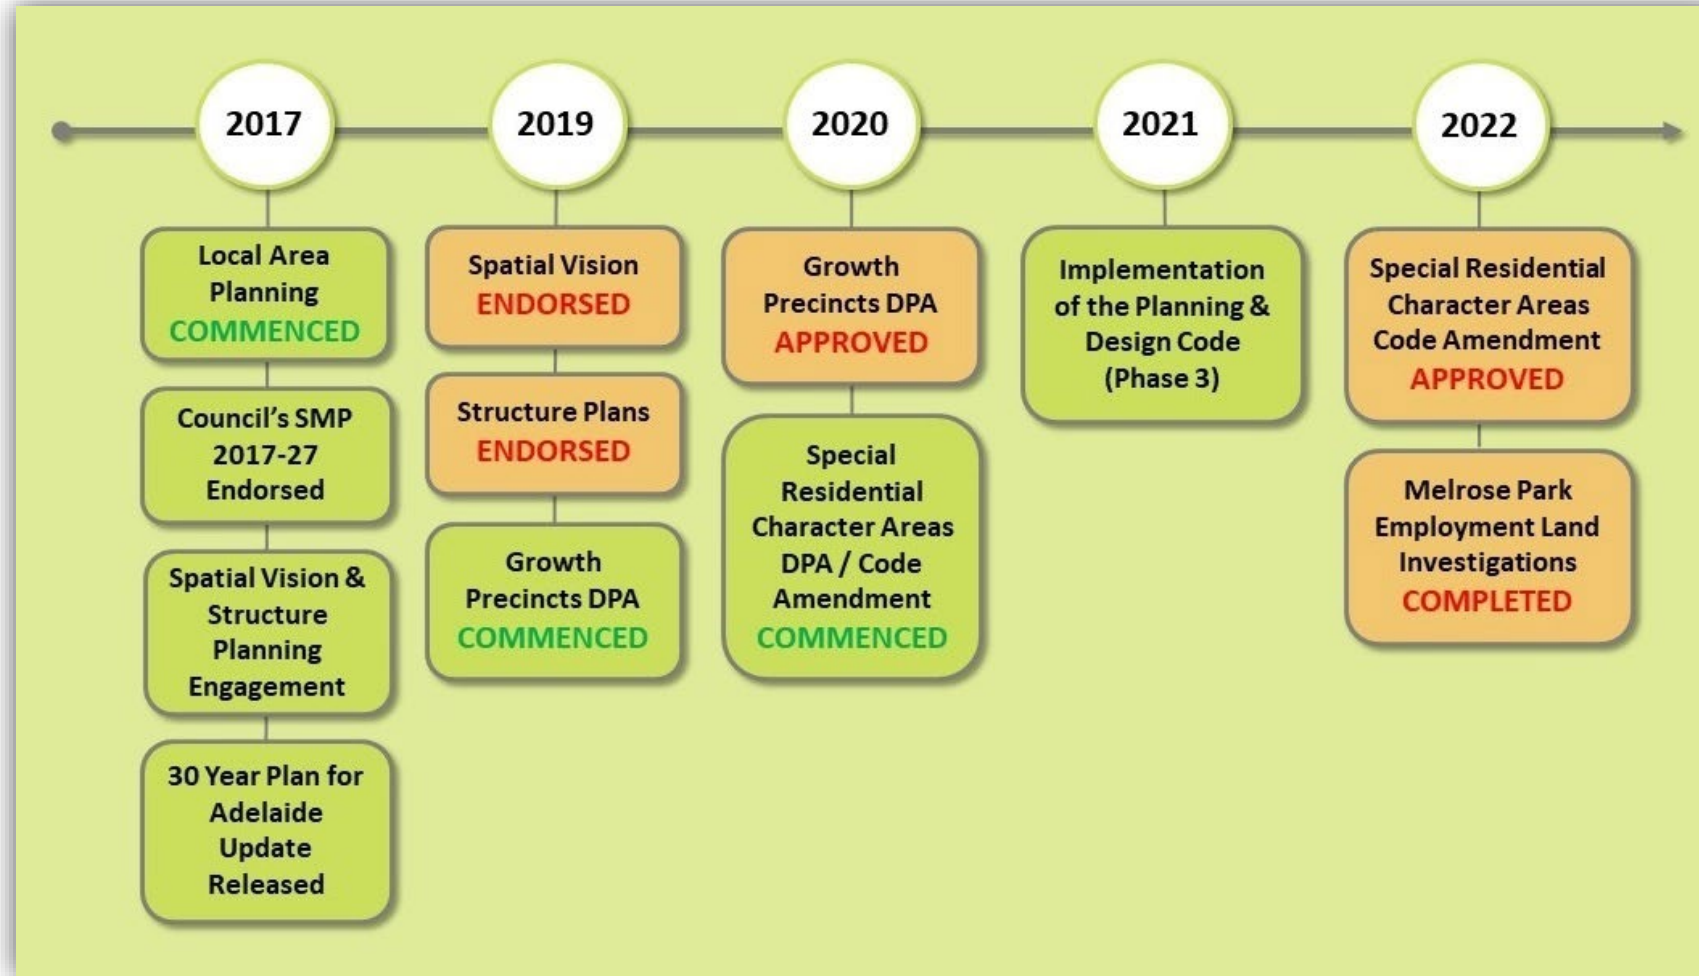 2017
2019
2020
2021
2022
Local Area
Planning
COMMENCED
Council’s SMP
2017-27
Endorsed
Spatial Vision &
Structure
Planning
Engagement
30 Year Plan for
Adelaide
Update
Released
Spatial Vision
ENDORSED
Structure Plans
ENDORSED
Growth
Precincts DPA
COMMENCED
Growth
Precincts DPA
APPROVED
Special
Residential
Character Areas
DPA / Code
Amendment
COMMENCED
Implementation
of the Planning &
Design Code
(Phase 3)
Special Residential
Character Areas
Code Amendment
APPROVED
Melrose Park
Employment Land
Investigations
COMPLETED